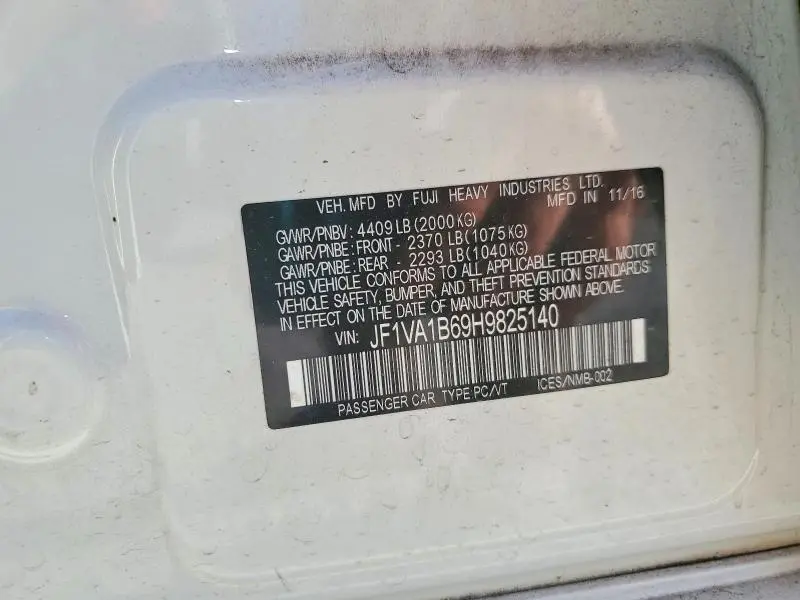 VEH. MFD BY FUJI HEAVY INDUSTRIES LTD.
MFD IN 11/16
GVWR/PNBV : 4409 LB (2000 KG)
GAWR/PNBE : FRONT - 2370 LB (1075 KG)
GAWR/PNBE : REAR - 2293 LB (1040 KG)
THIS VEHICLE CONFORMS TO ALL APPLICABLE FEDERAL MOTOR
VEHICLE SAFETY, BUMPER, AND THEFT PREVENTION STANDARDS
IN EFFECT ON THE DATE OF MANUFACTURE SHOWN ABOVE.
VIN: JF1VA1B69H9825140
PASSENGER CAR TYPE:PC/VT ICES/NMB-002